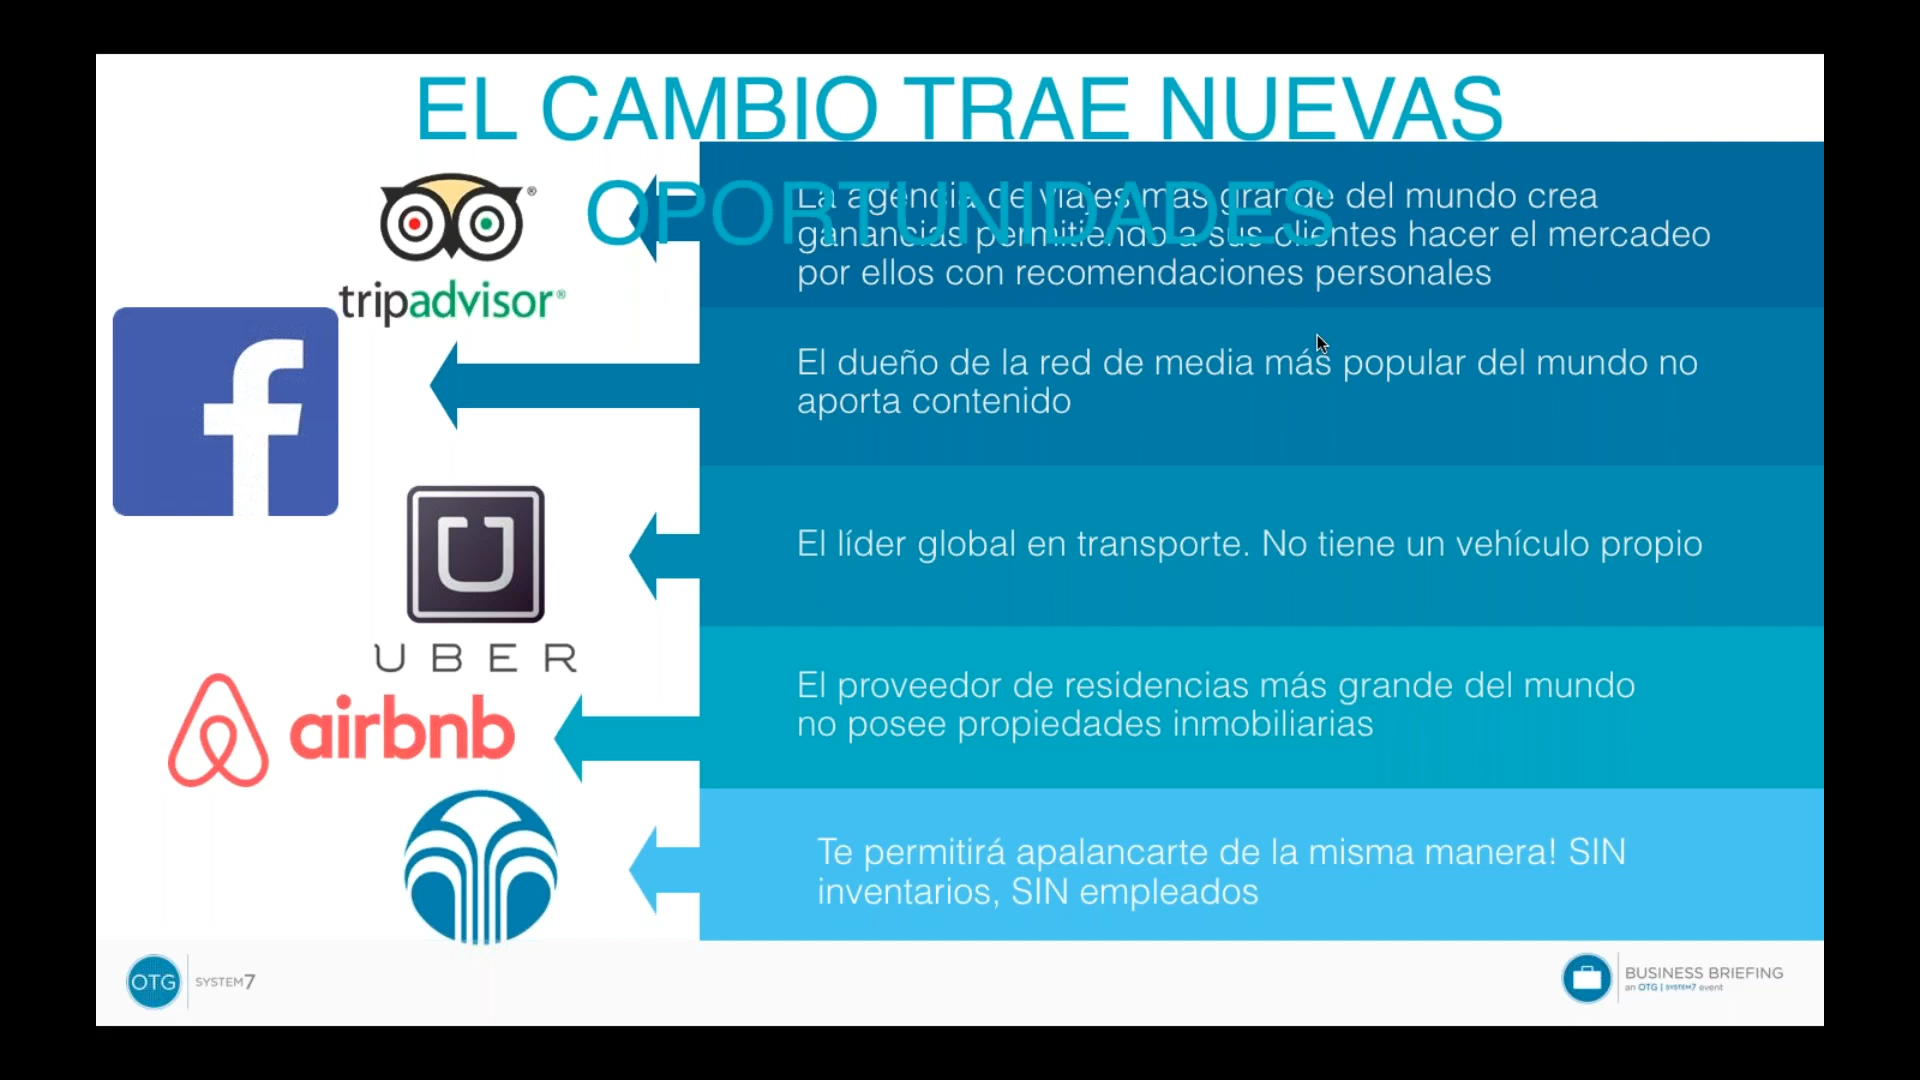 EL CAMBIO TRAE NUEVAS
OPORTUNIDADES
tripadvisor®
La agencia de viajes mas grande del mundo crea
ganancias permitiendo a sus clientes hacer el mercadeo
por ellos con recomendaciones personales
El dueño de la red de media más popular del mundo no
aporta contenido
UBER
El líder global en transporte. No tiene un vehículo propio
airbnb
El proveedor de residencias más grande del mundo
no posee propiedades inmobiliarias
Te permitirá apalancarte de la misma manera! SIN
inventarios, SIN empleados
OTG SYSTEM7
BUSINESS BRIEFING
an OTG | SYSTEM7 event